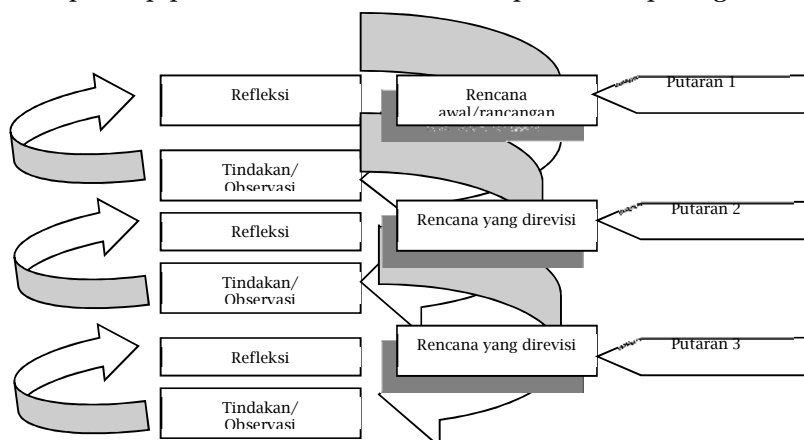 Refleksi
Rencana
awal/rancangan
Putaran 1
Tindakan/
Observasi
Refleksi
Rencana yang direvisi
Putaran 2
Tindakan/
Observasi
Refleksi
Rencana yang direvisi
Putaran 3
Tindakan/
Observasi